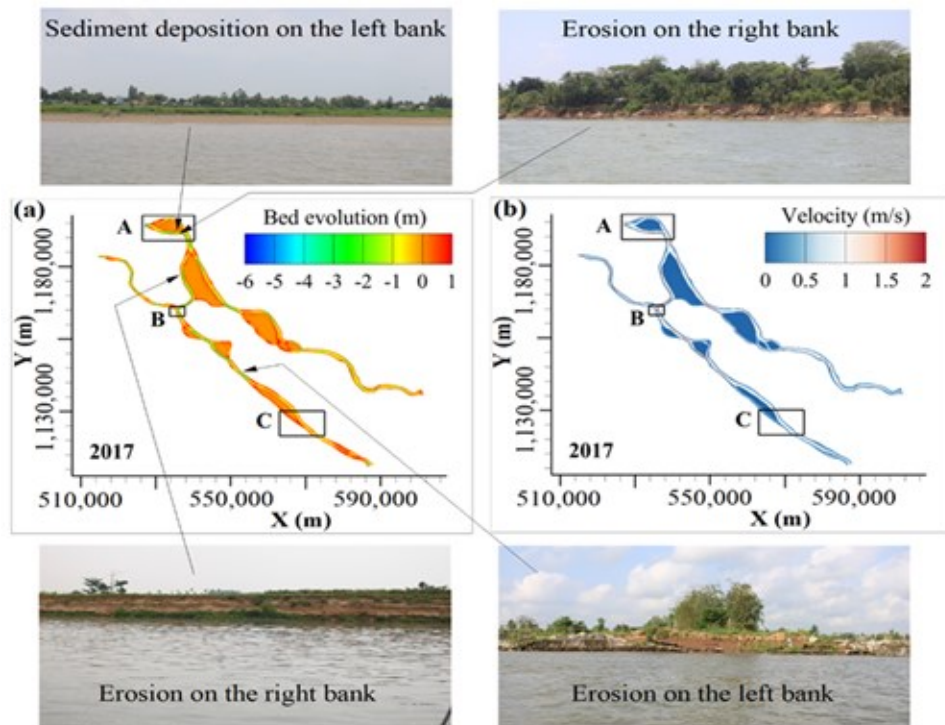 Sediment deposition on the left bank
Erosion on the right bank
(a)
A
Bed evolution (m)
-6 -5 -4 -3 -2 -1 0 1
B
C
2017
Y (m)
1,180,000
1,130,000
510,000 550,000 590,000
X (m)
(b)
A
Velocity (m/s)
0 0.5 1 1.5 2
B
C
2017
Y (m)
1,180,000
1,130,000
510,000 550,000 590,000
X (m)
Erosion on the right bank
Erosion on the left bank